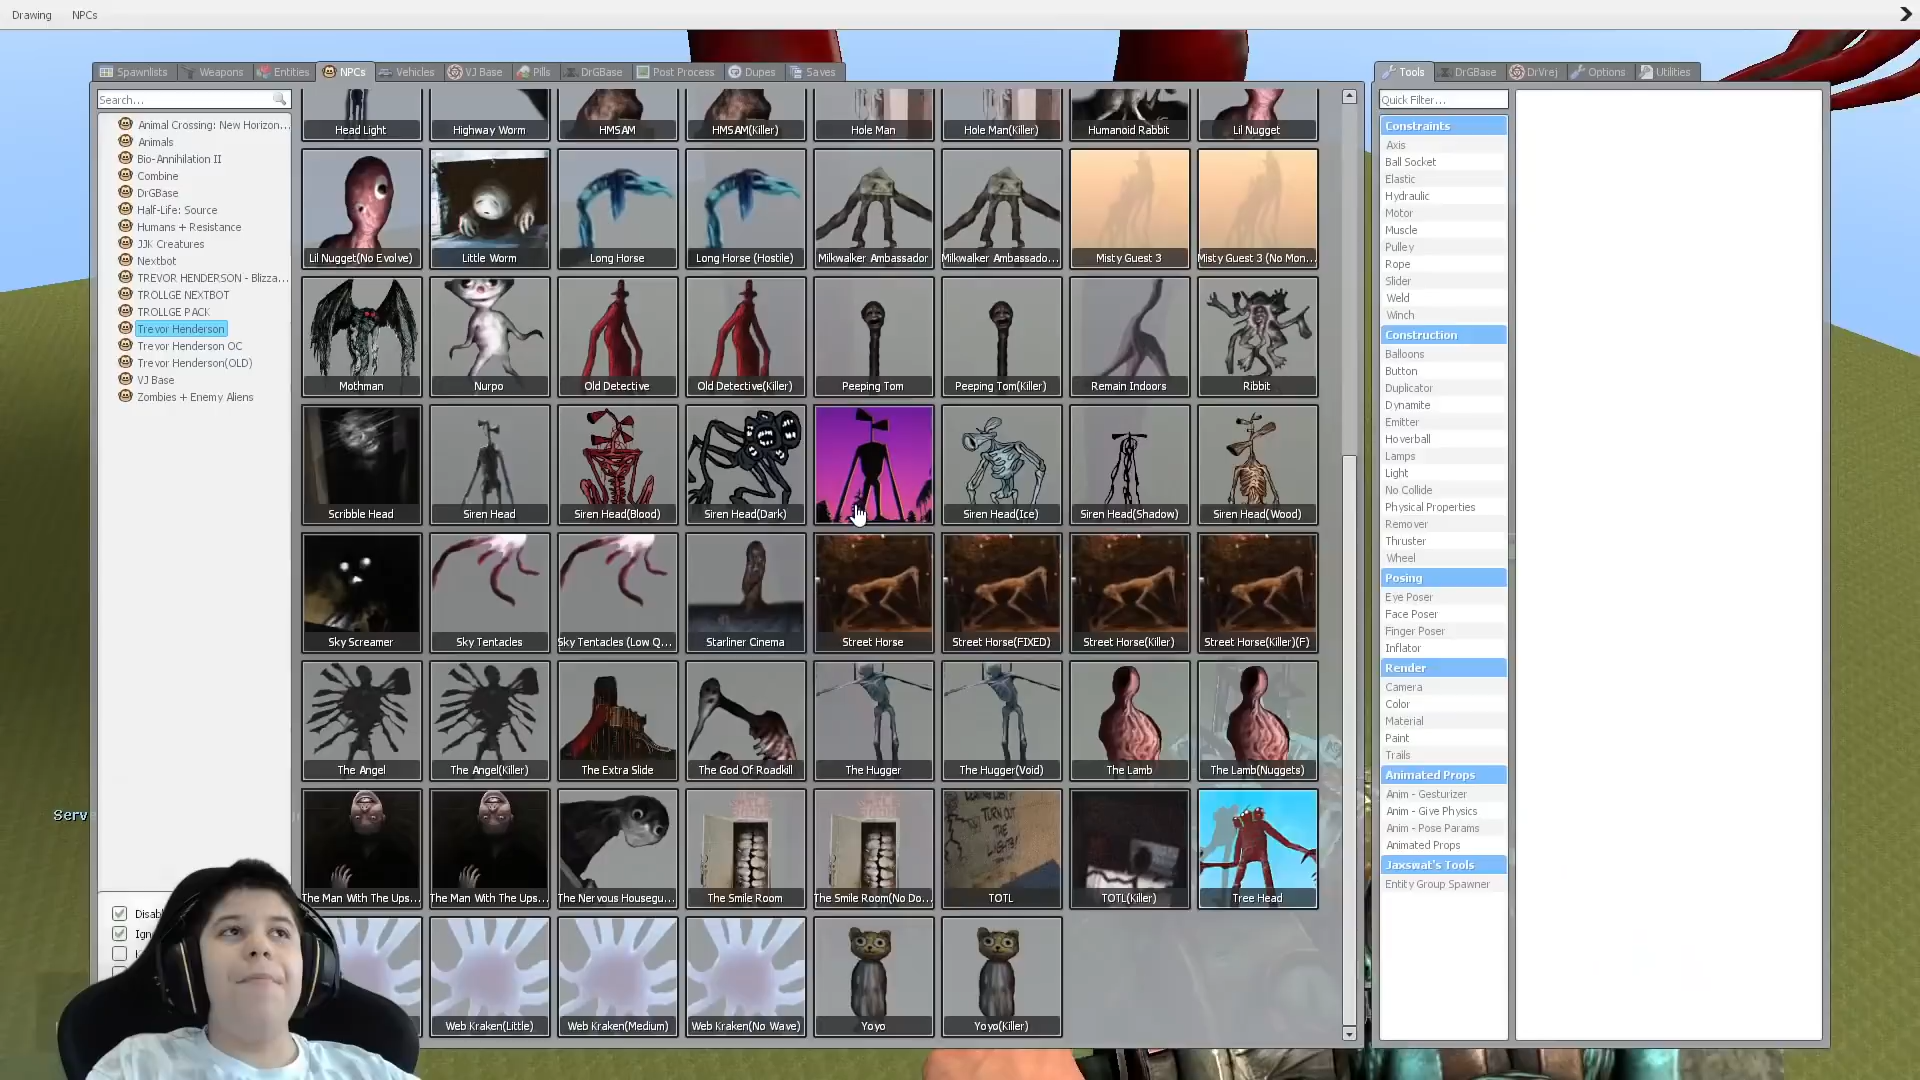 Drawing NPCs
Spawnlists Weapons Entities NPCs Vehicles VJ Base Pills DrGBase Post Process Dupes Saves
Search...
Animal Crossing: New Horizon...
Animals
Bio-Annihilation II
Combine
DrGBase
Half-Life: Source
Humans + Resistance
JJK Creatures
Nextbot
TREVOR HENDERSON - Blizza...
TROLLGE NEXTBOT
TROLLGE PACK
Trevor Henderson
Trevor Henderson OC
Trevor Henderson(OLD)
VJ Base
Zombies + Enemy Aliens
Serv
Disabl
Ign
Head Light Highway Worm HMSAM HMSAM(Killer) Hole Man Hole Man(Killer) Humanoid Rabbit Lil Nugget
Lil Nugget(No Evolve) Little Worm Long Horse Long Horse (Hostile) Milkwalker Ambassador Milkwalker Ambassado... Misty Guest 3 Misty Guest 3 (No Mon...
Mothman Nurpo Old Detective Old Detective(Killer) Peeping Tom Peeping Tom(Killer) Remain Indoors Ribbit
Scribble Head Siren Head Siren Head(Blood) Siren Head(Dark) Siren Head(Ice) Siren Head(Shadow) Siren Head(Wood)
Sky Screamer Sky Tentacles Sky Tentacles (Low Q... Starliner Cinema Street Horse Street Horse(FIXED) Street Horse(Killer) Street Horse(Killer)(F)
The Angel The Angel(Killer) The Extra Slide The God Of Roadkill The Hugger The Hugger(Void) The Lamb The Lamb(Nuggets)
TURN OUT
THE
LIGHTS
The Man With The Ups... The Man With The Ups... The Nervous Housegu... The Smile Room The Smile Room(No Do... TOTL TOTL(Killer) Tree Head
Web Kraken(Little) Web Kraken(Medium) Web Kraken(No Wave) Yoyo Yoyo(Killer)
Tools DrGBase DrVrej Options Utilities
Quick Filter...
Constraints
Axis
Ball Socket
Elastic
Hydraulic
Motor
Muscle
Pulley
Rope
Slider
Weld
Winch
Construction
Balloons
Button
Duplicator
Dynamite
Emitter
Hoverball
Lamps
Light
No Collide
Physical Properties
Remover
Thruster
Wheel
Posing
Eye Poser
Face Poser
Finger Poser
Inflator
Render
Camera
Color
Material
Paint
Trails
Animated Props
Anim - Gesturizer
Anim - Give Physics
Anim - Pose Params
Animated Props
Jaxswat's Tools
Entity Group Spawner